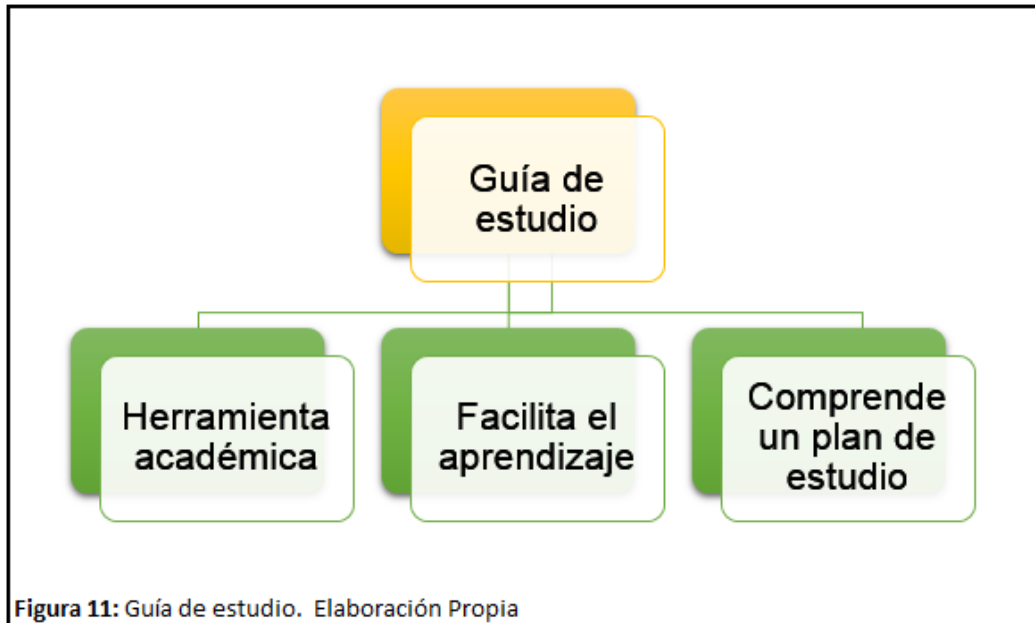 Guía de
estudio
Herramienta
académica
Facilita el
aprendizaje
Comprende
un plan de
estudio
Figura 11: Guía de estudio. Elaboración Propia